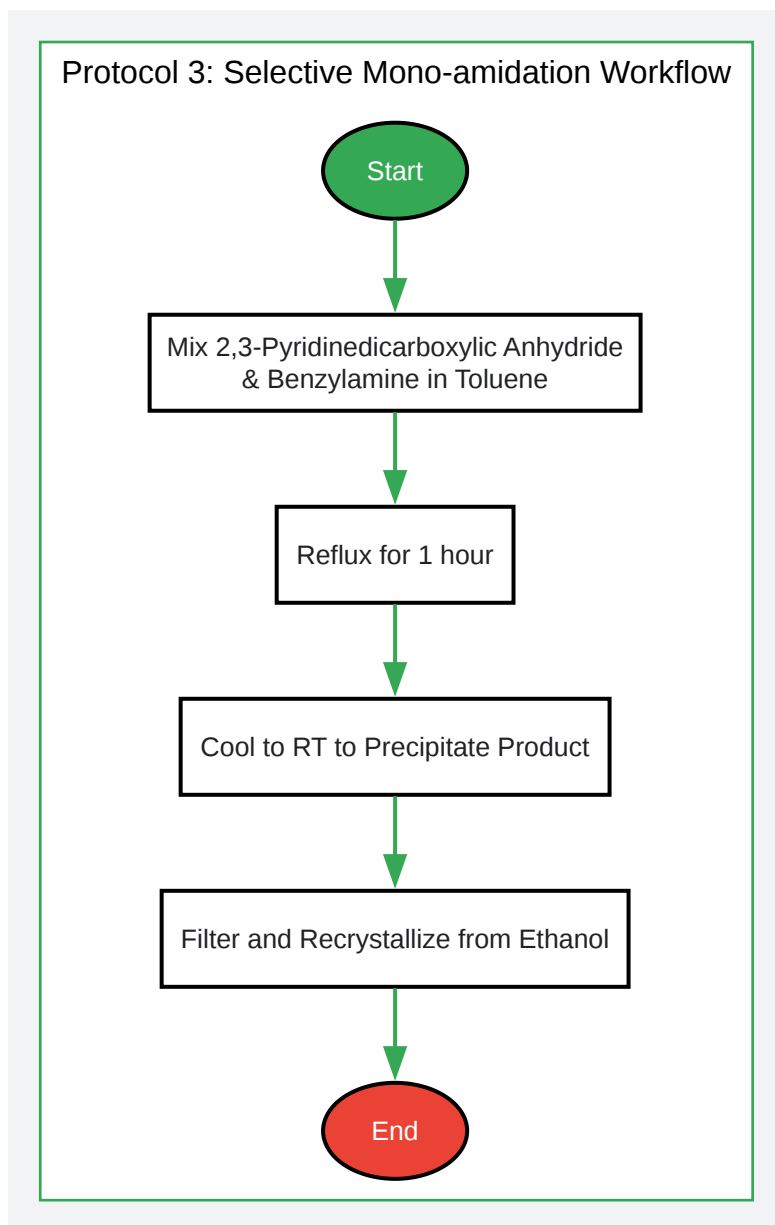 Protocol 3: Selective Mono-amidation Workflow
Start
Mix 2,3-Pyridinedicarboxylic Anhydride
& Benzylamine in Toluene
Reflux for 1 hour
Cool to RT to Precipitate Product
Filter and Recrystallize from Ethanol
End